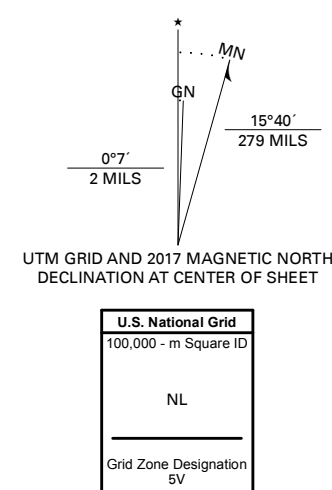 ★
MN
GN
15°40´
279 MILS
0°7´
2 MILS
UTM GRID AND 2017 MAGNETIC NORTH
DECLINATION AT CENTER OF SHEET
U.S. National Grid
100,000 - m Square ID
NL
Grid Zone Designation
5V